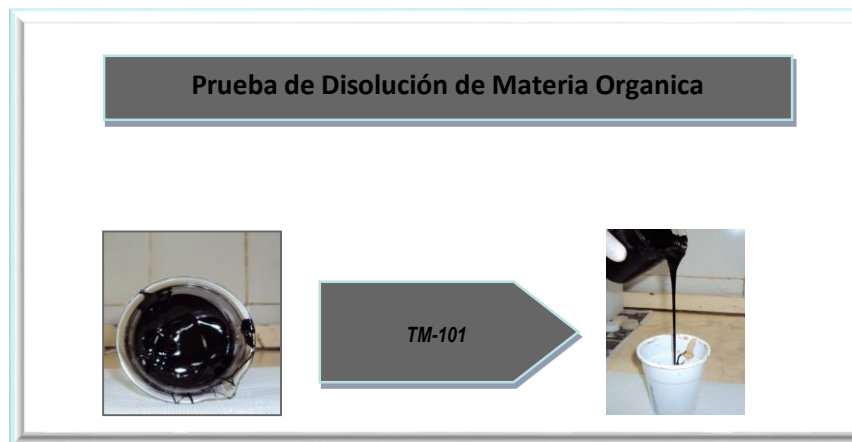 Prueba de Disolución de Materia Organica
TM-101